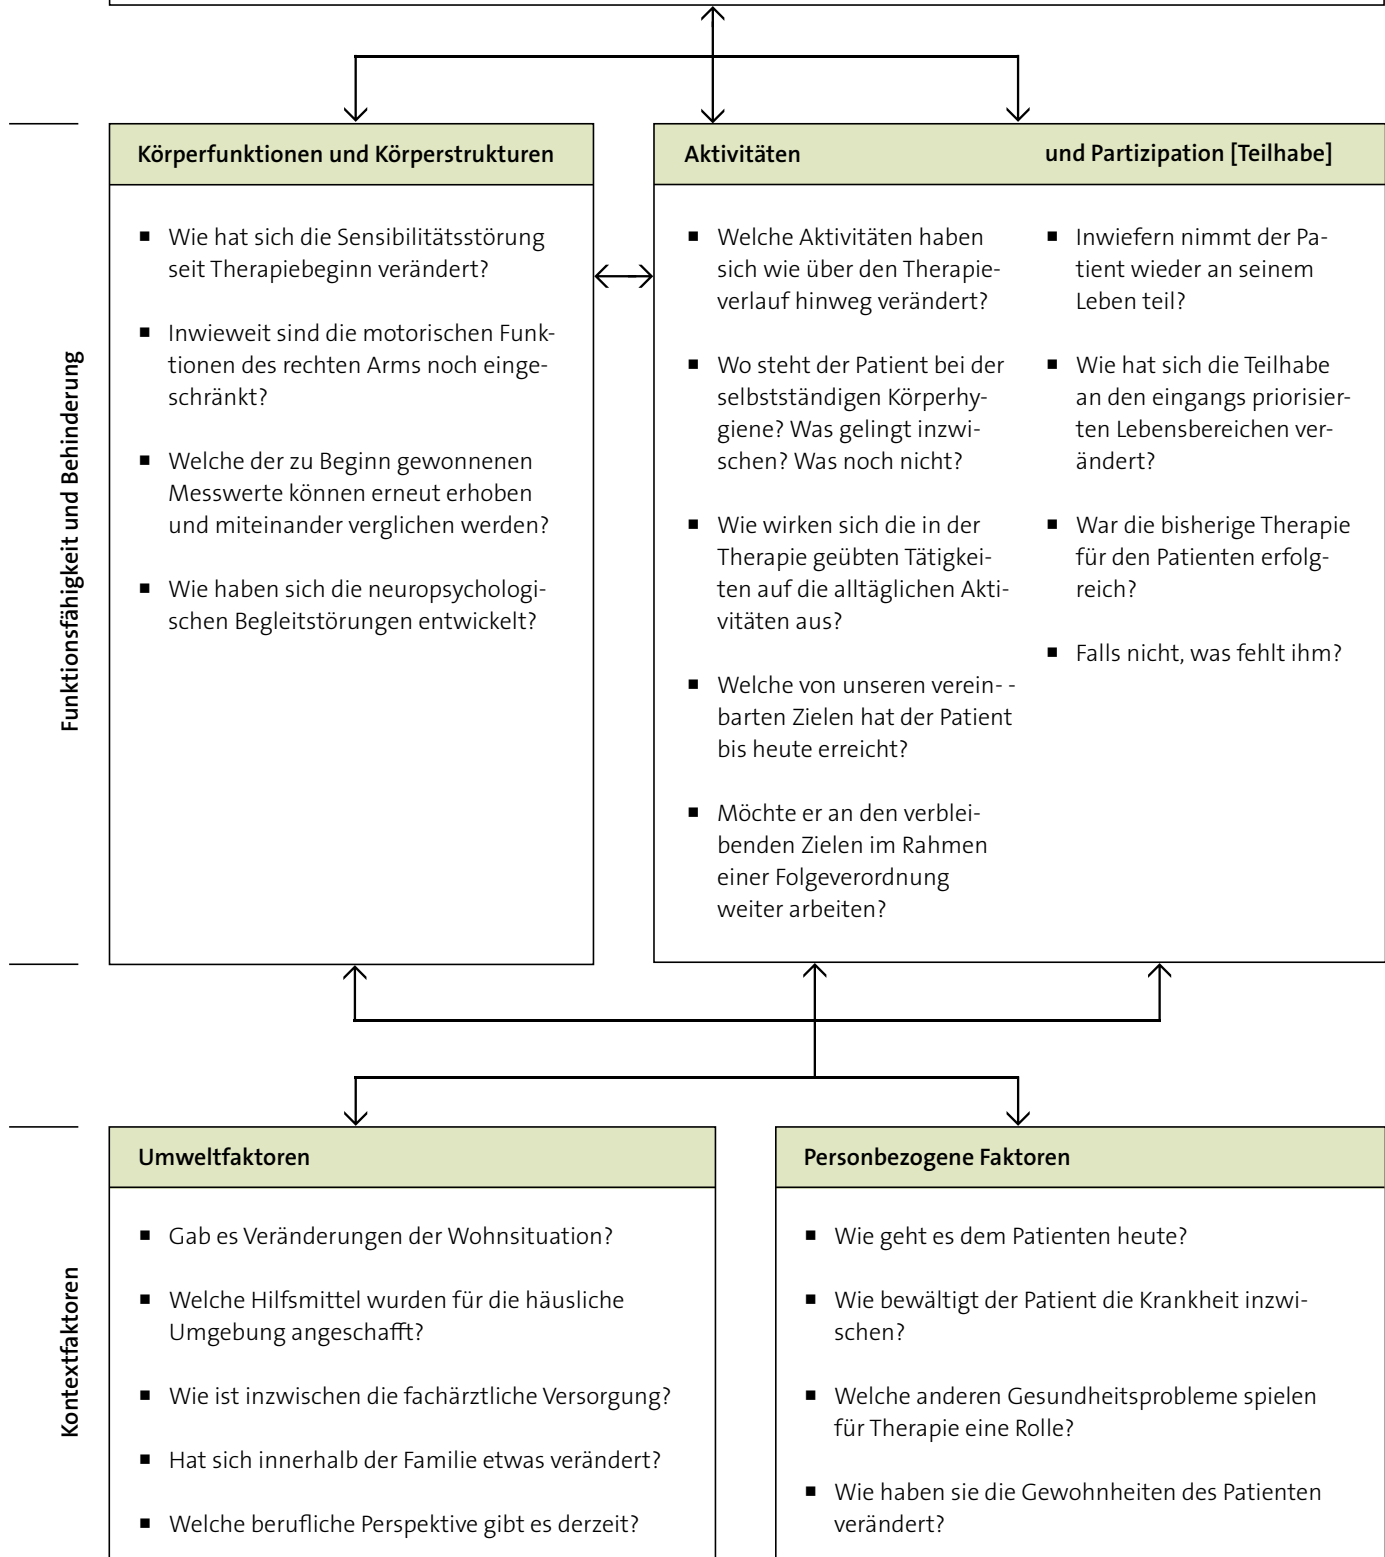 Funktionsfähigkeit und Behinderung
Körperfunktionen und Körperstrukturen
■ Wie hat sich die Sensibilitätsstörung
seit Therapiebeginn verändert?
■ Inwieweit sind die motorischen Funk-
tionen des rechten Arms noch einge-
schränkt?
■ Welche der zu Beginn gewonnenen
Messwerte können erneut erhoben
und miteinander verglichen werden?
■ Wie haben sich die neuropsychologi-
schen Begleitstörungen entwickelt?
Aktivitäten
■ Welche Aktivitäten haben
sich wie über den Therapie-
verlauf hinweg verändert?
■ Wo steht der Patient bei der
selbstständigen Körperhy-
giene? Was gelingt inzwi-
schen? Was noch nicht?
■ Wie wirken sich die in der
Therapie geübten Tätigkei-
ten auf die alltäglichen Akti-
vitäten aus?
■ Welche von unseren verein- -
barten Zielen hat der Patient
bis heute erreicht?
■ Möchte er an den verblei-
benden Zielen im Rahmen
einer Folgeverordnung
weiter arbeiten?
und Partizipation [Teilhabe]
■ Inwiefern nimmt der Pa-
tient wieder an seinem
Leben teil?
■ Wie hat sich die Teilhabe
an den eingangs priorisier-
ten Lebensbereichen ver-
ändert?
■ War die bisherige Therapie
für den Patienten erfolg-
reich?
■ Falls nicht, was fehlt ihm?
Kontextfaktoren
Umweltfaktoren
■ Gab es Veränderungen der Wohnsituation?
■ Welche Hilfsmittel wurden für die häusliche
Umgebung angeschafft?
■ Wie ist inzwischen die fachärztliche Versorgung?
■ Hat sich innerhalb der Familie etwas verändert?
■ Welche berufliche Perspektive gibt es derzeit?
Personbezogene Faktoren
■ Wie geht es dem Patienten heute?
■ Wie bewältigt der Patient die Krankheit inzwi-
schen?
■ Welche anderen Gesundheitsprobleme spielen
für Therapie eine Rolle?
■ Wie haben sie die Gewohnheiten des Patienten
verändert?